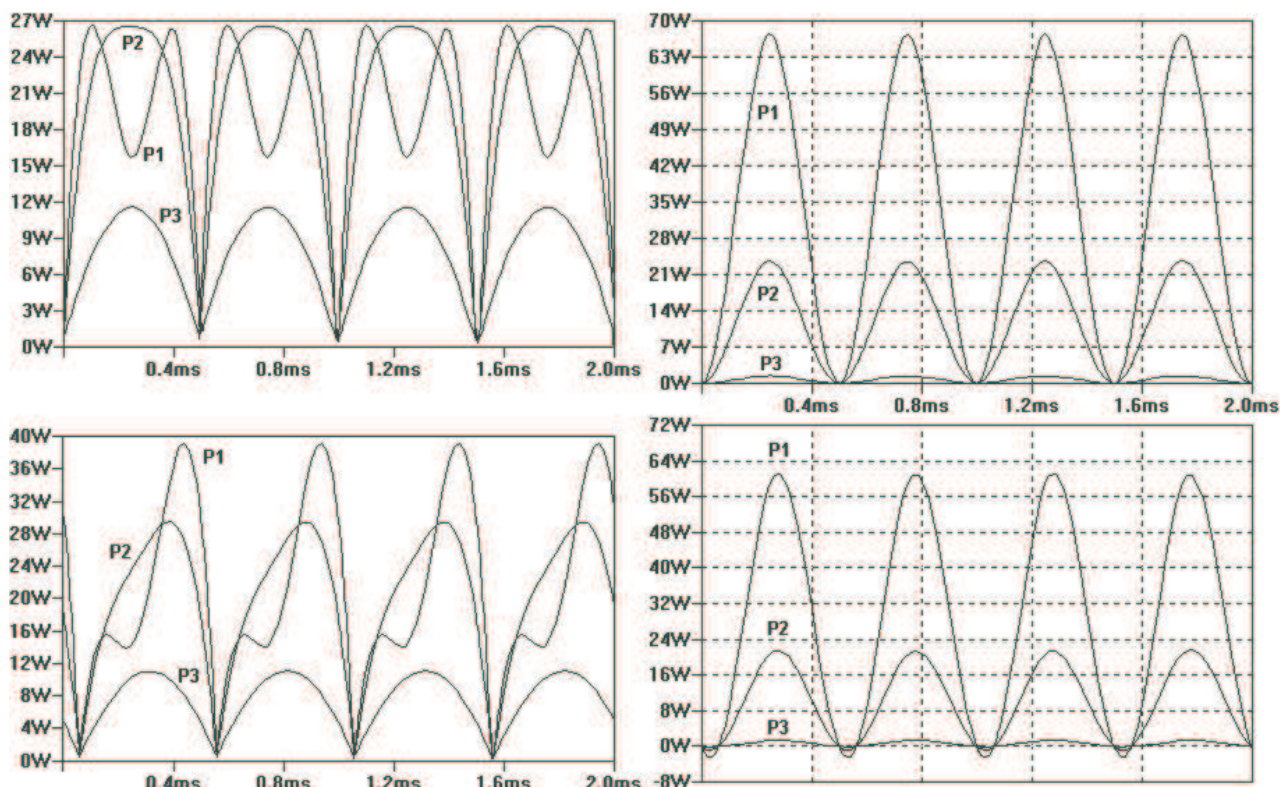 27W
24W
21W
18W
15W
12W
9W
6W
3W
0W
P2
P1
P3
0.4ms 0.8ms 1.2ms 1.6ms 2.0ms
70W
63W
56W
49W
42W
35W
28W
21W
14W
7W
0W
P1
P2
P3
0.4ms 0.8ms 1.2ms 1.6ms 2.0ms
40W
36W
32W
28W
24W
20W
16W
12W
8W
4W
0W
P1
P2
P3
0.4ms 0.8ms 1.2ms 1.6ms 2.0ms
72W
64W
56W
48W
40W
32W
24W
16W
8W
0W
-8W
P1
P2
P3